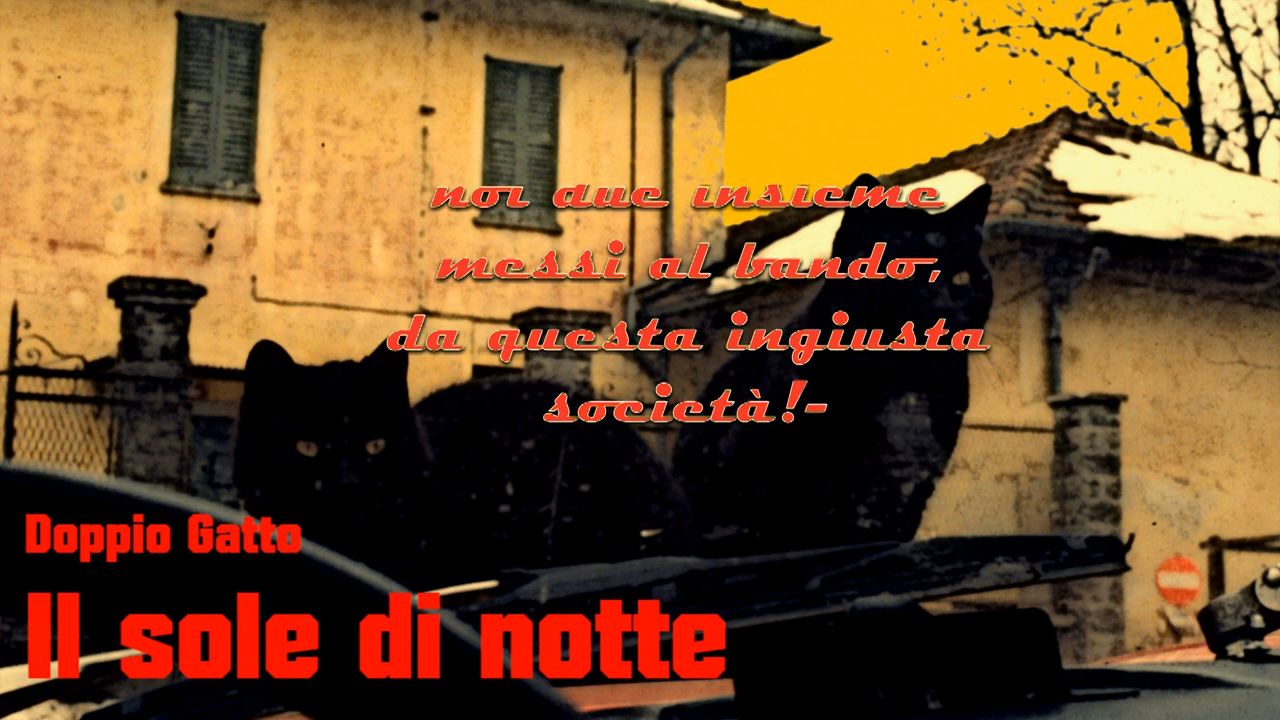 noi due insieme
messi al bando,
da questa ingiusta
società!-
Doppio Gatto
Il sole di notte